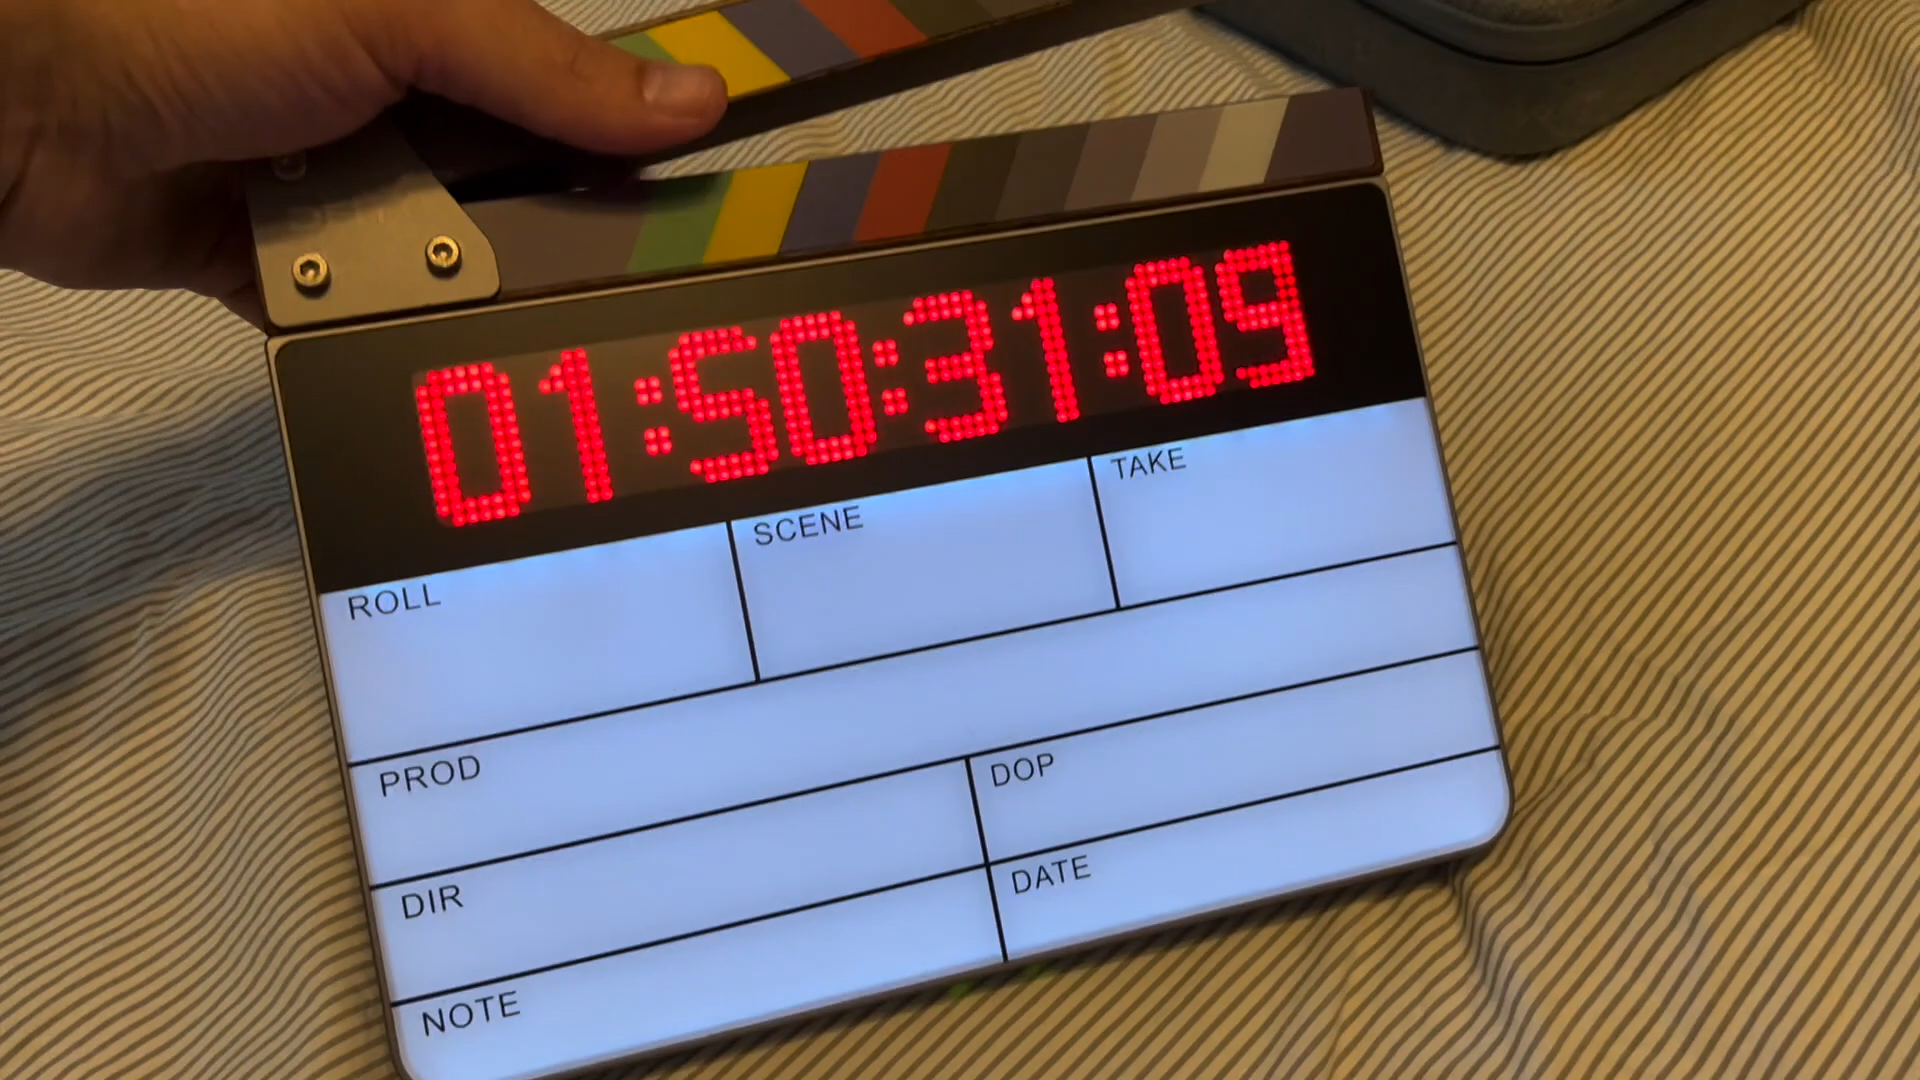 01:50:31:09
ROLL
SCENE
TAKE
PROD
DIR
DOP
NOTE
DATE